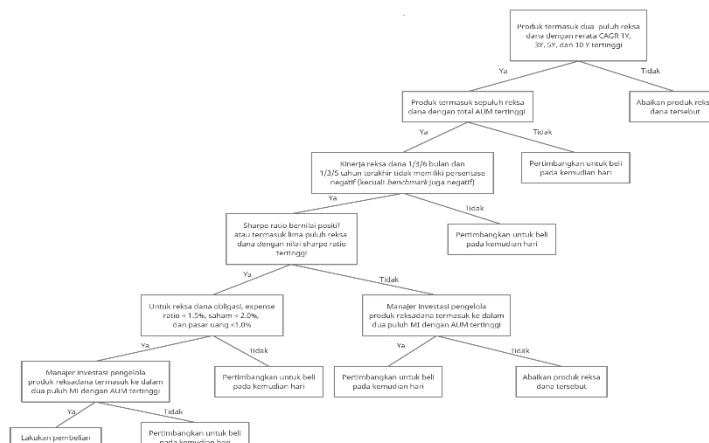 Produk termasuk dua puluh reksa
dana dengan rerata CAGR 1Y,
3Y, 5Y, dan 10 Y tertinggi
Ya
Tidak
Produk termasuk sepuluh reksa
dana dengan total AUM tertinggi
Abaikan produk reksa
dana tersebut
Ya
Tidak
Kinerja reksa dana 1/3/6 bulan dan
1/3/5 tahun terakhir tidak memiliki persentase
negatif (kecuali benchmark juga negatif)
Pertimbangkan untuk beli
pada kemudian hari
Ya
Tidak
Sharpe ratio bernilai positif
atau termasuk lima puluh reksa
dana dengan nilai sharpe ratio
tertinggi
Pertimbangkan untuk beli
pada kemudian hari
Ya
Tidak
Untuk reksa dana obligasi, expense
ratio < 1.5%, saham < 2.0%,
dan pasar uang <1.0%
Manajer Investasi pengelola
produk reksadana termasuk ke dalam
dua puluh MI dengan AUM tertinggi
Ya
Tidak
Ya
Tidak
Manajer Investasi pengelola
produk reksadana termasuk ke dalam
dua puluh MI dengan AUM tertinggi
Pertimbangkan untuk beli
pada kemudian hari
Pertimbangkan untuk beli
pada kemudian hari
Abaikan produk reksa
dana tersebut
Ya
Tidak
Lakukan pembelian
Pertimbangkan untuk beli
pada kemudian hari